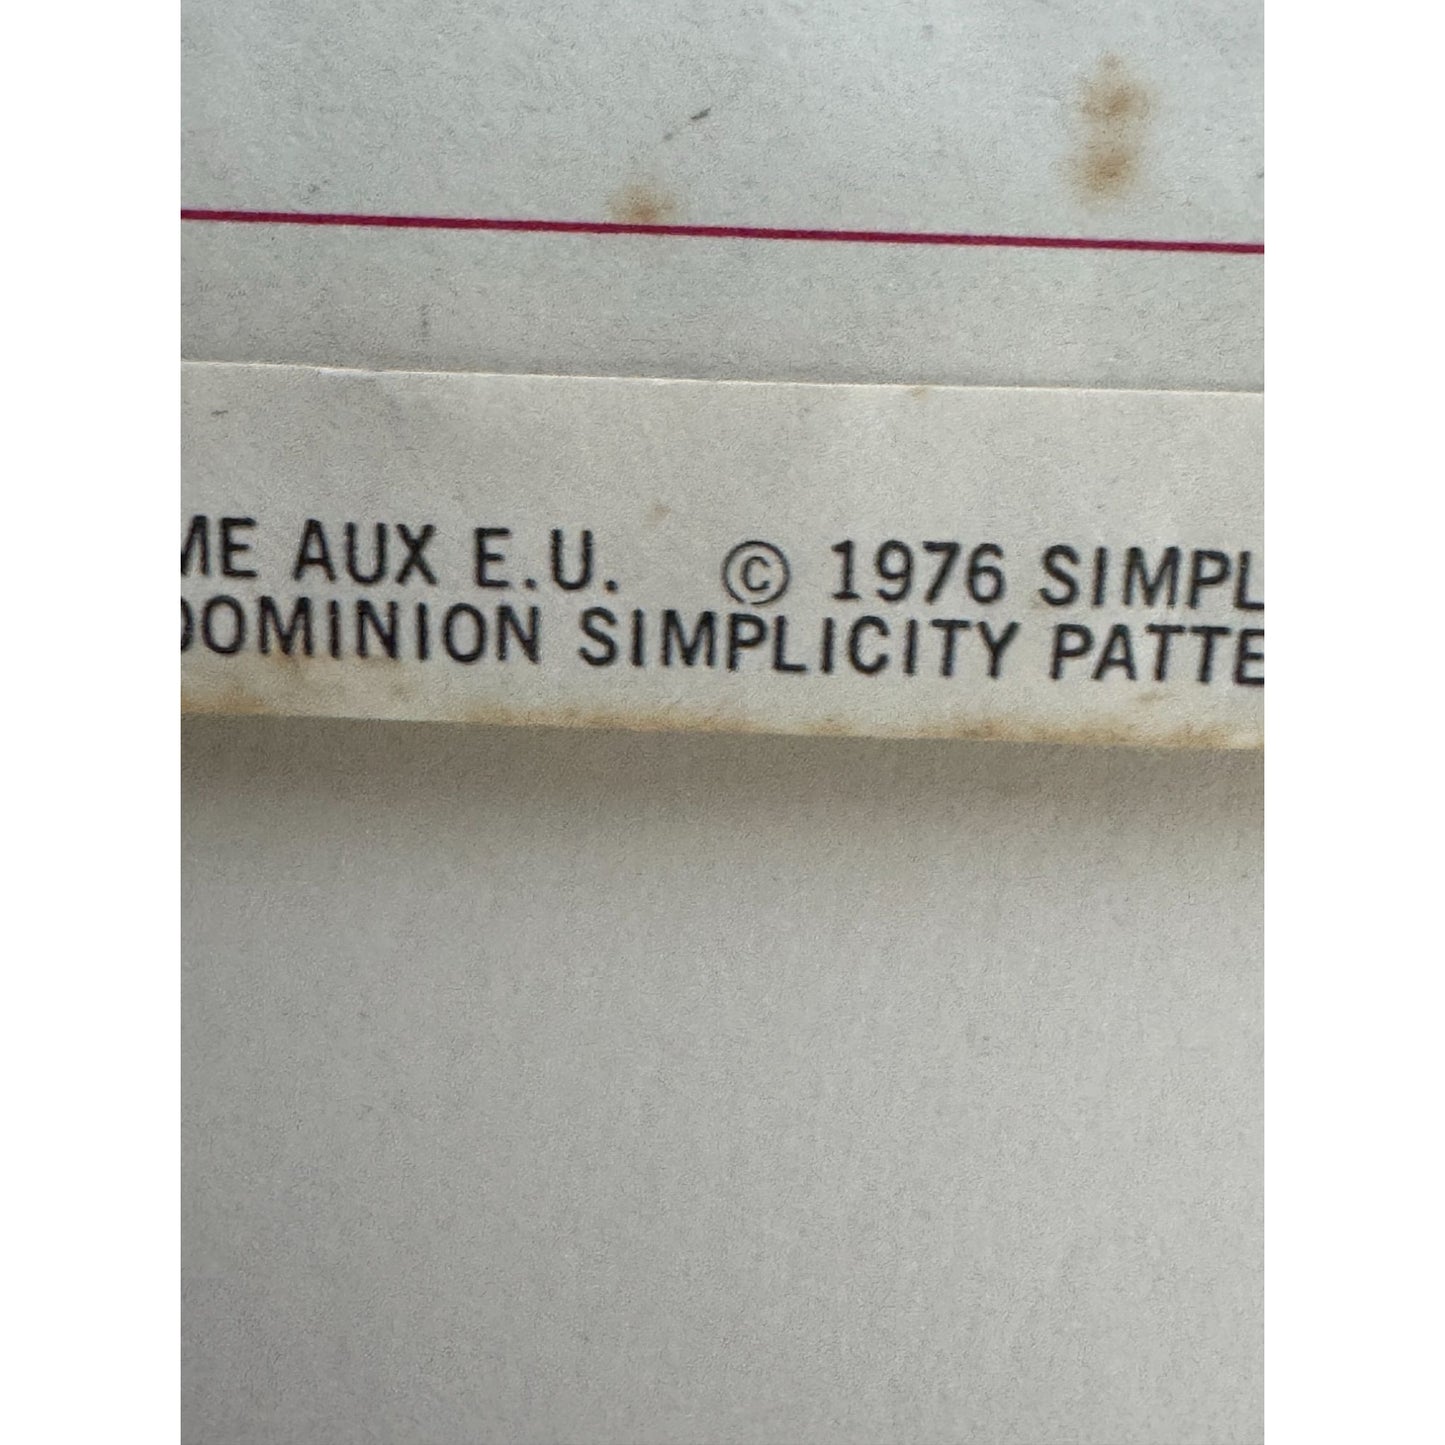 ME AUX E.U. © 1976 SIMPL
DOMINION SIMPLICITY PATTE